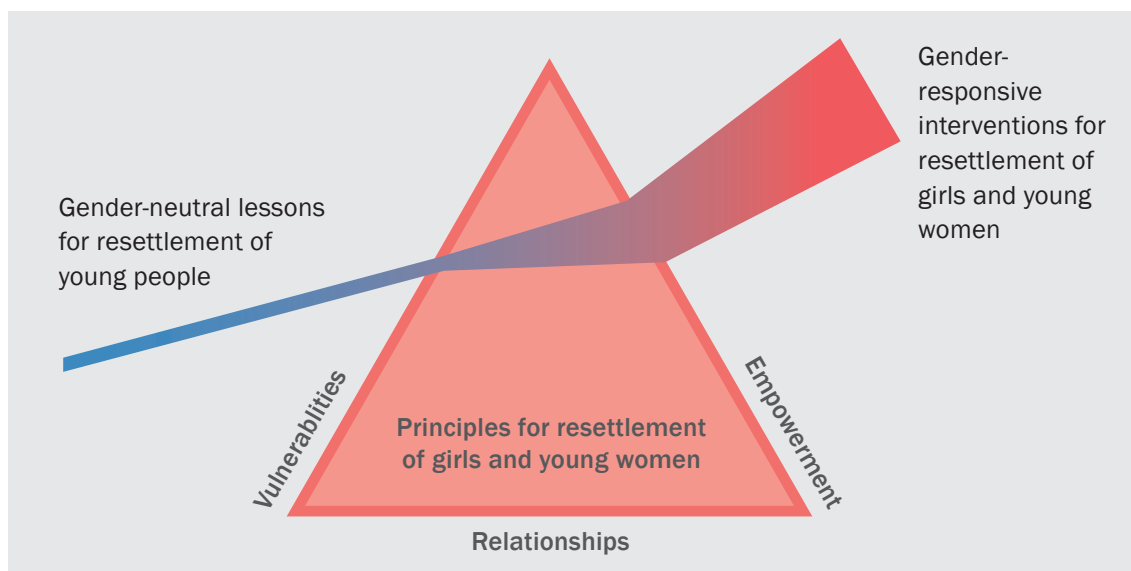 Gender-neutral lessons
for resettlement of
young people
Gender-
responsive
interventions for
resettlement of
girls and young
women
Vulnerablities
Empowerment
Principles for resettlement
of girls and young women
Relationships